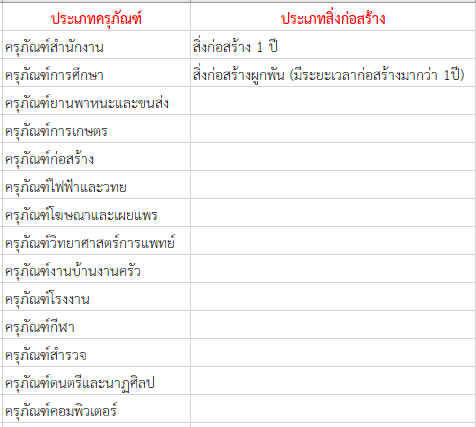 ประเภทครุภัณฑ์ ประเภทสิ่งก่อสร้าง
ครุภัณฑ์สำนักงาน สิ่งก่อสร้าง 1 ปี
ครุภัณฑ์การศึกษา สิ่งก่อสร้างผูกพัน (มีระยะเวลาก่อสร้างมากว่า 1ปี)
ครุภัณฑ์ยานพาหนะและขนส่ง
ครุภัณฑ์การเกษตร
ครุภัณฑ์ก่อสร้าง
ครุภัณฑ์ไฟฟ้าและวทย
ครุภัณฑ์โฆษณาและเผยแพร
ครุภัณฑ์วิทยาศาสตร์การแพทย์
ครุภัณฑ์งานบ้านงานครัว
ครุภัณฑ์โรงงาน
ครุภัณฑ์กีฬา
ครุภัณฑ์สำรวจ
ครุภัณฑ์ดนตรีและนาฏศิลป
ครุภัณฑ์คอมพิวเตอร์